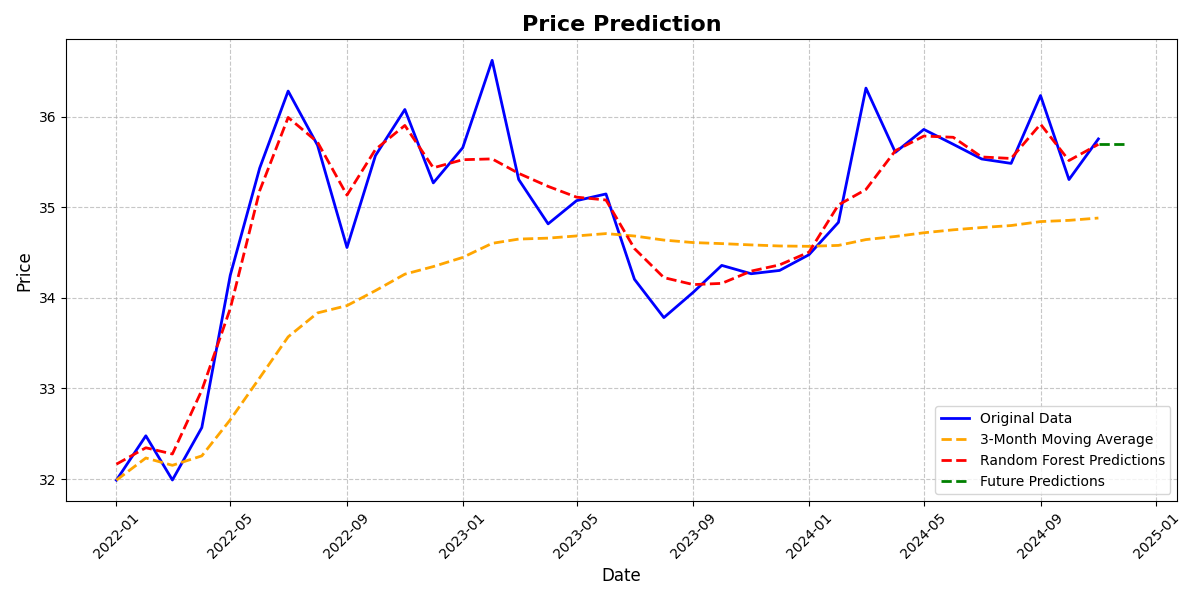 Price Prediction
Price
36
35
34
33
32
Original Data
3-Month Moving Average
Random Forest Predictions
Future Predictions
2022-01
2022-05
2022-09
2023-01
2023-05
2023-09
2024-01
2024-05
2024-09
2025-01
Date